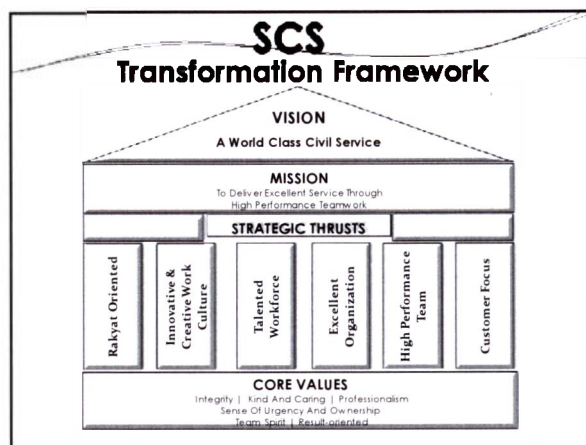 SCS
Transformation Framework
VISION
A World Class Civil Service
MISSION
To Deliver Excellent Service Through
High Performance Teamwork
STRATEGIC THRUSTS
Rakyat Oriented
Innovative &
Creative Work
Culture
Talented
Workforce
Excellent
Organization
High Performance
Team
Customer Focus
CORE VALUES
Integrity | Kind And Caring | Professionalism
Sense Of Urgency And Ownership
Team Spirit | Result-oriented